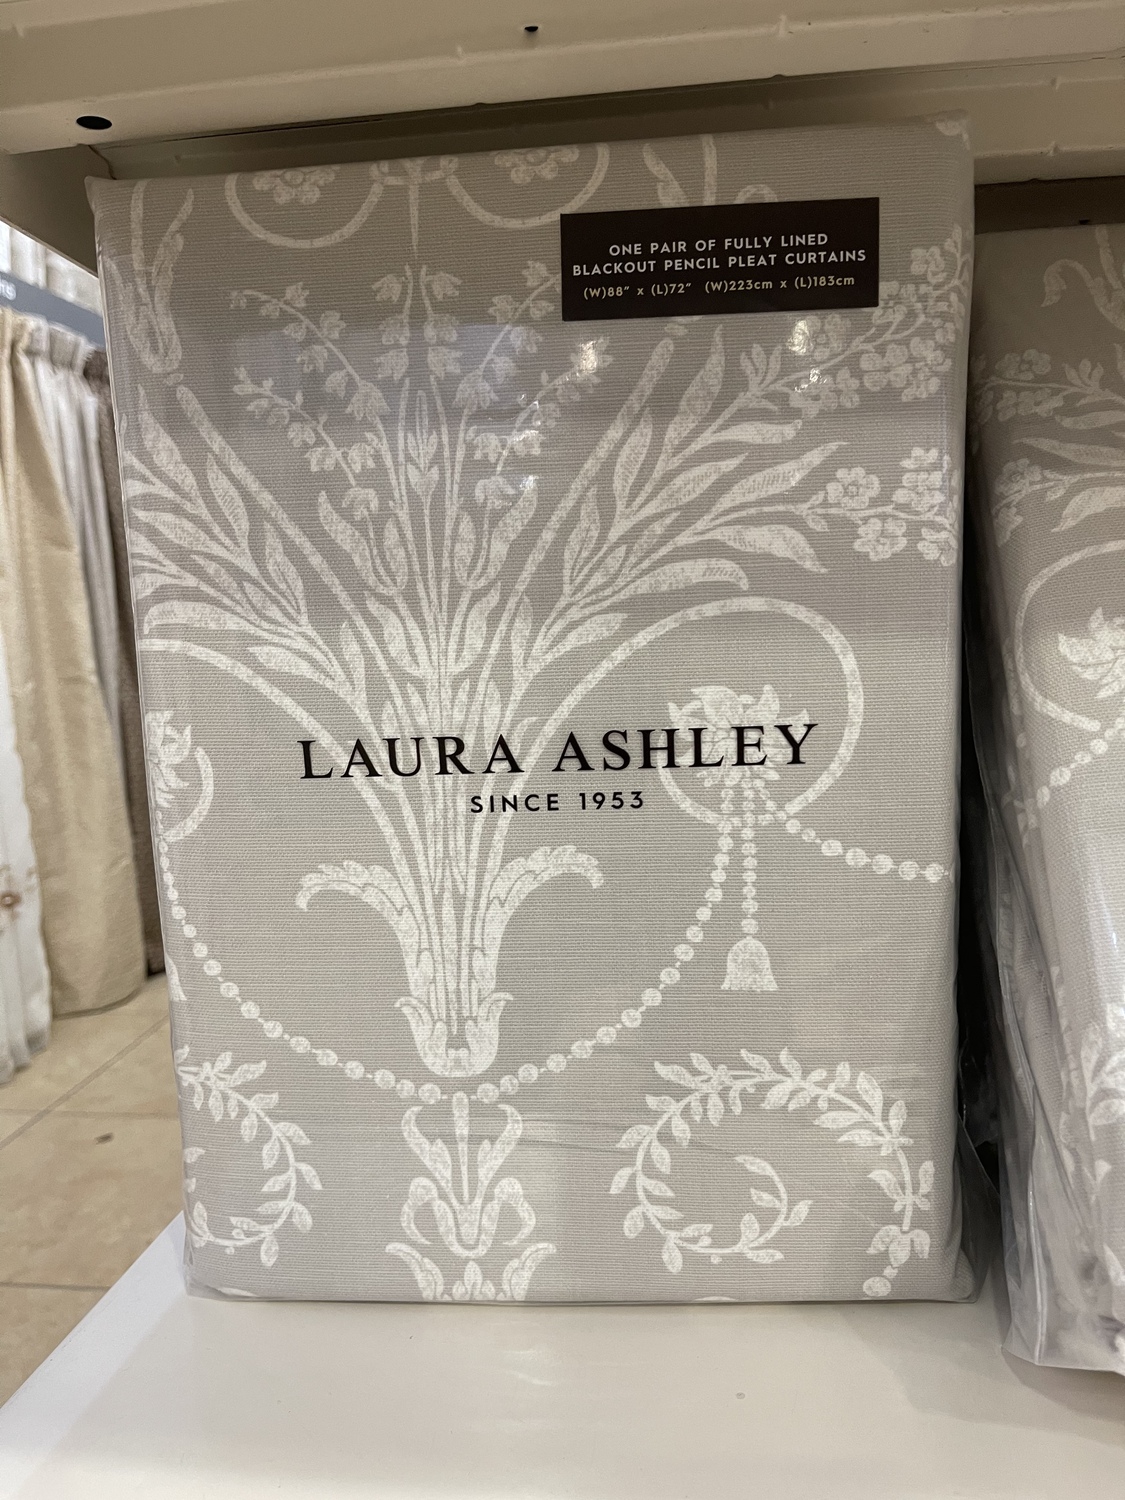 ONE PAIR OF FULLY LINED
BLACKOUT PENCIL PLEAT CURTAINS
(W)88" x (L)72" (W)223cm x (L)183cm
LAURA ASHLEY
SINCE 1953